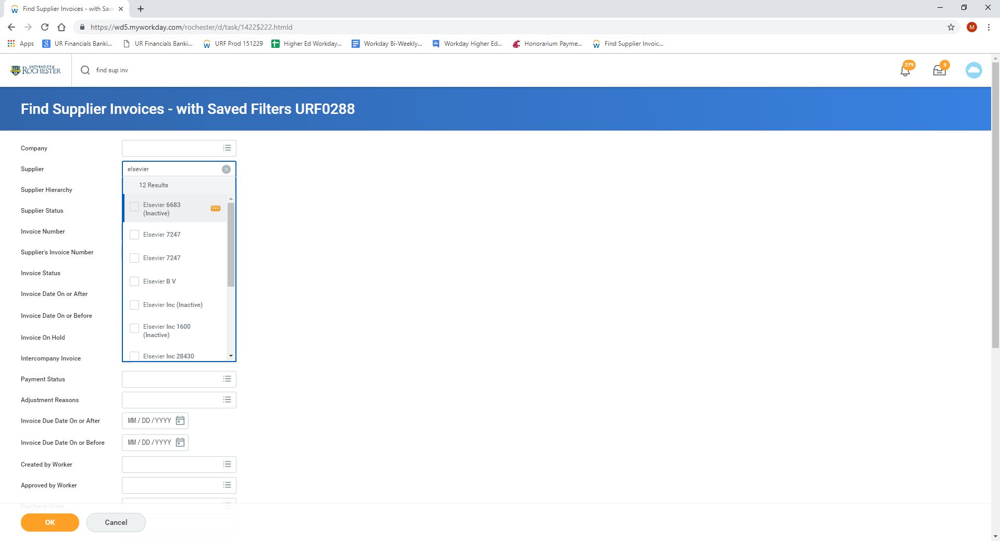 Find Supplier Invoices - with Save
https://wd5.myworkday.com/rochester/d/task/1422$222.htmld
M
Apps
UR Financials Banki...
UR Financials Banki...
URF Prod 151229
Higher Ed Workday...
Workday Bi-Weekly...
Workday Higher Ed...
Honorarium Payme...
Find Supplier Invoic...
UNIVERSITY of
ROCHESTER
find sup inv
279
5
Find Supplier Invoices - with Saved Filters URF0288
Company
Supplier
elsevier
12 Results
Supplier Hierarchy
Elsevier 6683
(Inactive)
Supplier Status
Invoice Number
Elsevier 7247
Supplier's Invoice Number
Elsevier 7247
Invoice Status
Elsevier B V
Invoice Date On or After
Elsevier Inc (Inactive)
Invoice Date On or Before
Elsevier Inc 1600
(Inactive)
Invoice On Hold
Intercompany Invoice
Elsevier Inc 28430
Payment Status
Adjustment Reasons
Invoice Due Date On or After
MM / DD / YYYY
Invoice Due Date On or Before
MM / DD / YYYY
Created by Worker
Approved by Worker
Purchase Order
OK
Cancel